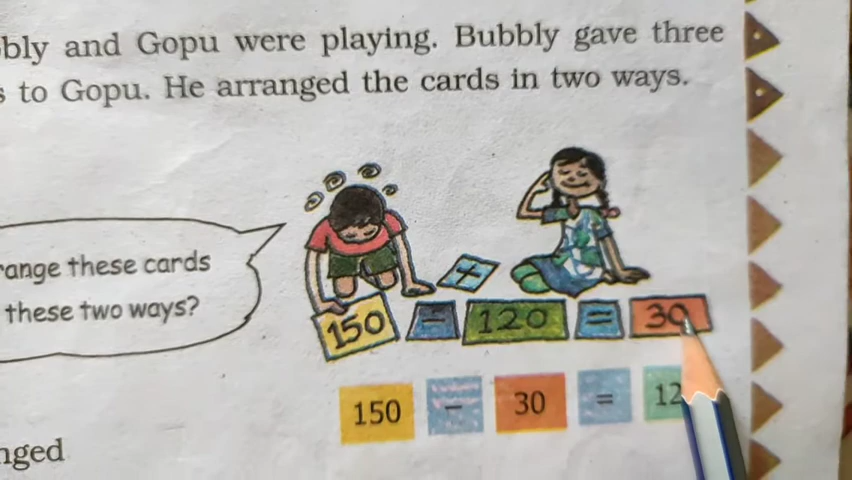 bbly and Gopu were playing. Bubbly gave three
s to Gopu. He arranged the cards in two ways.
range these cards
these two ways?
+
150 = 120 = 30
150 − 30 = 12
nged